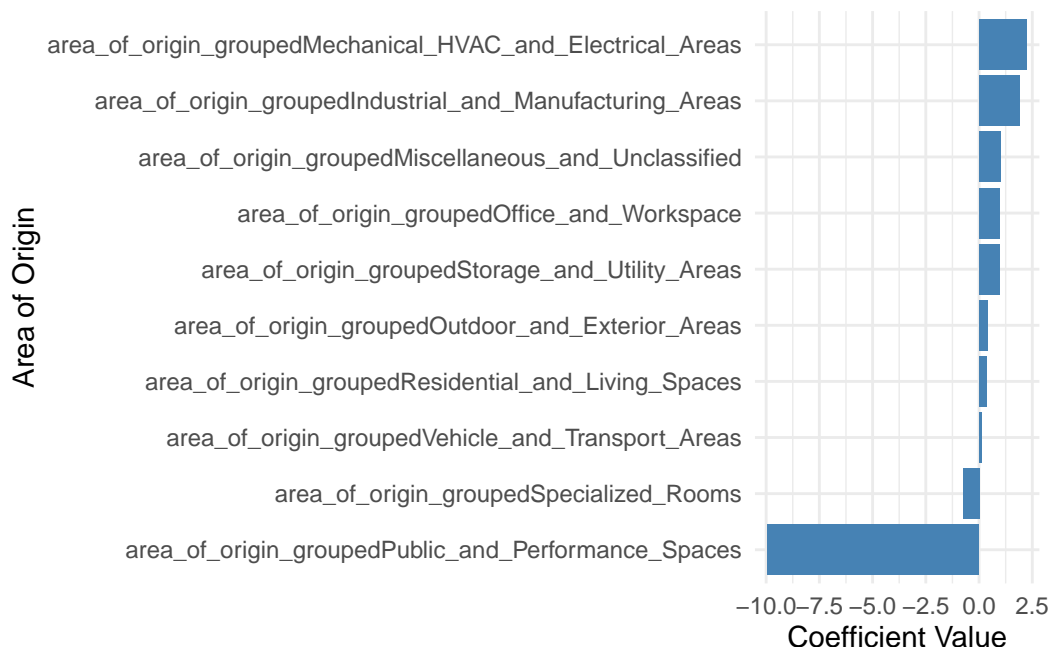 Area of Origin
area_of_origin_groupedMechanical_HVAC_and_Electrical_Areas
area_of_origin_groupedIndustrial_and_Manufacturing_Areas
area_of_origin_groupedMiscellaneous_and_Unclassified
area_of_origin_groupedOffice_and_Workspace
area_of_origin_groupedStorage_and_Utility_Areas
area_of_origin_groupedOutdoor_and_Exterior_Areas
area_of_origin_groupedResidential_and_Living_Spaces
area_of_origin_groupedVehicle_and_Transport_Areas
area_of_origin_groupedSpecialized_Rooms
area_of_origin_groupedPublic_and_Performance_Spaces
−10.0 −7.5 −5.0 −2.5 0.0 2.5
Coefficient Value